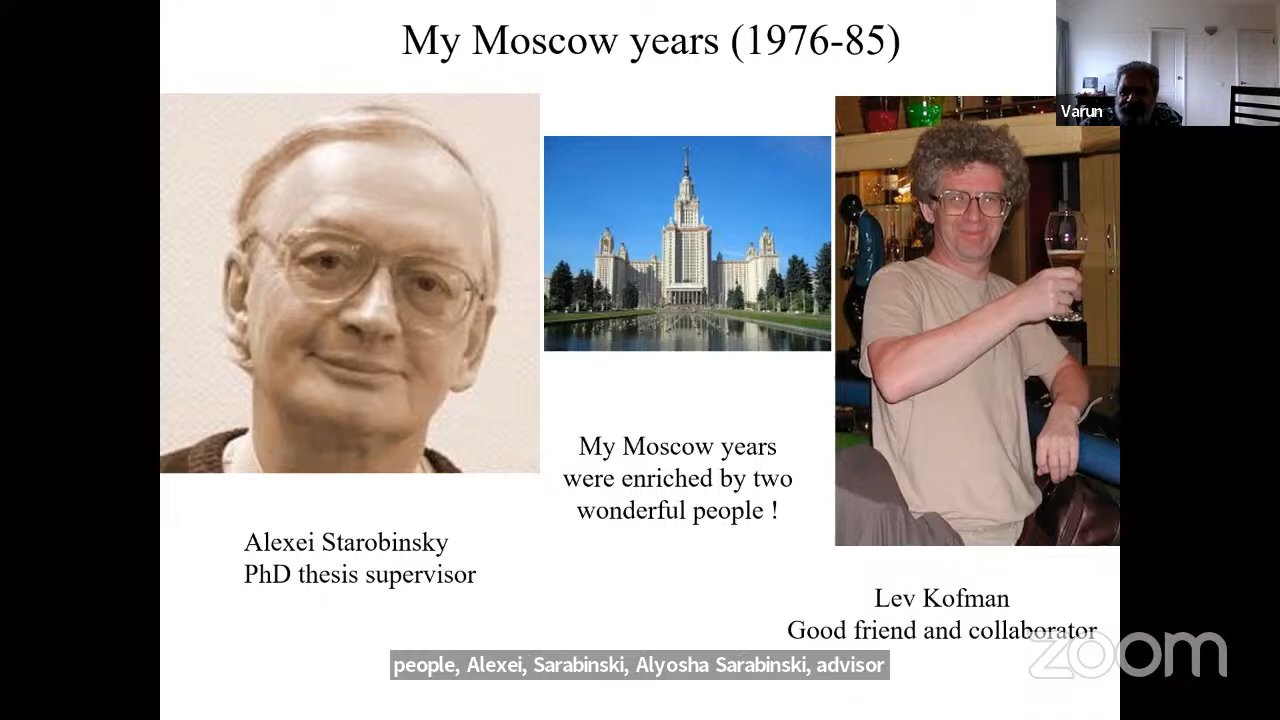 My Moscow years (1976-85)
Varun
My Moscow years
were enriched by two
wonderful people !
Alexei Starobinsky
PhD thesis supervisor
Lev Kofman
Good friend and collaborator
people, Alexei, Sarabinski, Alyosha Sarabinski, advisor
zoom